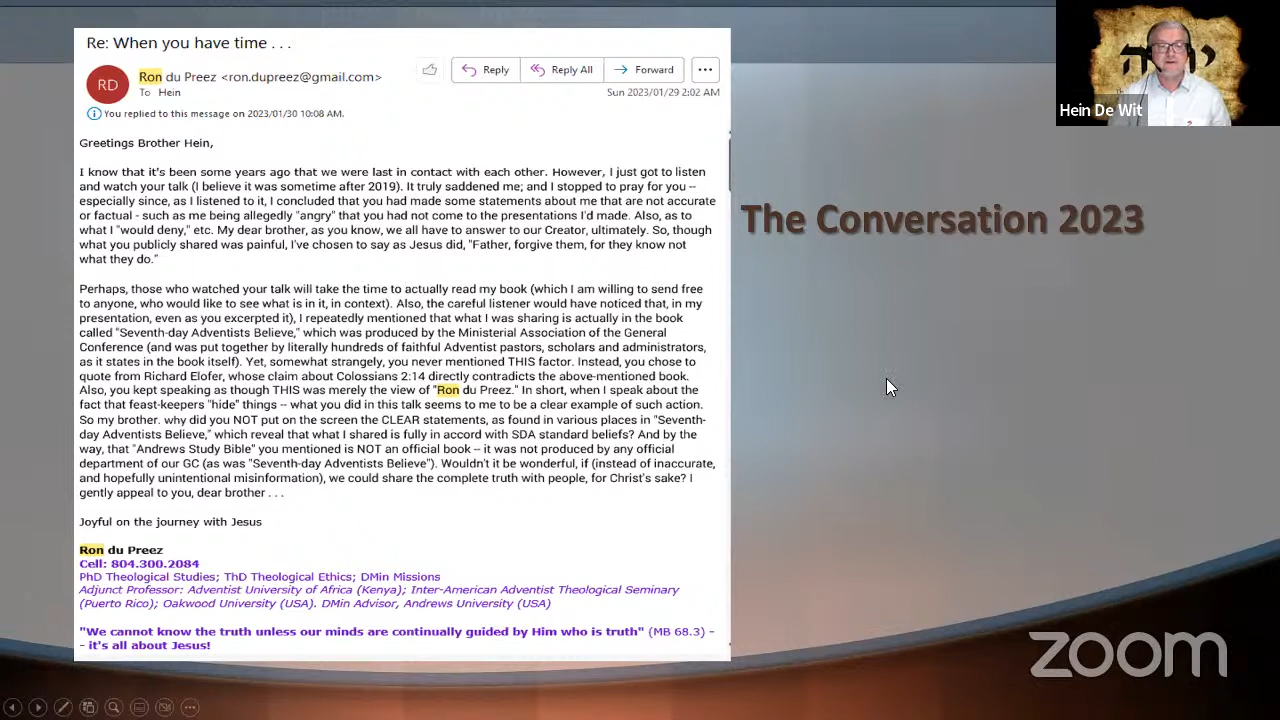 Re: When you have time . . .
RD
Ron du Preez <ron.dupreez@gmail.com>
To Hein
Reply
Reply All
Forward
Sun 2023/01/29 2:02 AM
You replied to this message on 2023/01/30 10:08 AM.
Greetings Brother Hein,
I know that it's been some years ago that we were last in contact with each other. However, I just got to listen
and watch your talk (I believe it was sometime after 2019). It truly saddened me; and I stopped to pray for you --
especially since, as I listened to it, I concluded that you had made some statements about me that are not accurate
or factual - such as me being allegedly "angry" that you had not come to the presentations I'd made. Also, as to
what I "would deny," etc. My dear brother, as you know, we all have to answer to our Creator, ultimately. So, though
what you publicly shared was painful, I've chosen to say as Jesus did, "Father, forgive them, for they know not
what they do."
Perhaps, those who watched your talk will take the time to actually read my book (which I am willing to send free
to anyone, who would like to see what is in it, in context). Also, the careful listener would have noticed that, in my
presentation, even as you excerpted it), I repeatedly mentioned that what I was sharing is actually in the book
called "Seventh-day Adventists Believe," which was produced by the Ministerial Association of the General
Conference (and was put together by literally hundreds of faithful Adventist pastors, scholars and administrators,
as it states in the book itself). Yet, somewhat strangely, you never mentioned THIS factor. Instead, you chose to
quote from Richard Elofer, whose claim about Colossians 2:14 directly contradicts the above-mentioned book.
Also, you kept speaking as though THIS was merely the view of "Ron du Preez." In short, when I speak about the
fact that feast-keepers "hide" things -- what you did in this talk seems to me to be a clear example of such action.
So my brother. why did you NOT put on the screen the CLEAR statements, as found in various places in "Seventh-
day Adventists Believe," which reveal that what I shared is fully in accord with SDA standard beliefs? And by the
way, that "Andrews Study Bible" you mentioned is NOT an official book -- it was not produced by any official
department of our GC (as was "Seventh-day Adventists Believe"). Wouldn't it be wonderful, if (instead of inaccurate,
and hopefully unintentional misinformation), we could share the complete truth with people, for Christ's sake? I
gently appeal to you, dear brother . . .
Joyful on the journey with Jesus
Ron du Preez
Cell: 804.300.2084
PhD Theological Studies; ThD Theological Ethics; DMin Missions
Adjunct Professor: Adventist University of Africa (Kenya); Inter-American Adventist Theological Seminary
(Puerto Rico); Oakwood University (USA). DMin Advisor, Andrews University (USA)
"We cannot know the truth unless our minds are continually guided by Him who is truth" (MB 68.3) -
- it's all about Jesus!
The Conversation 2023
Hein De Wit
zoom